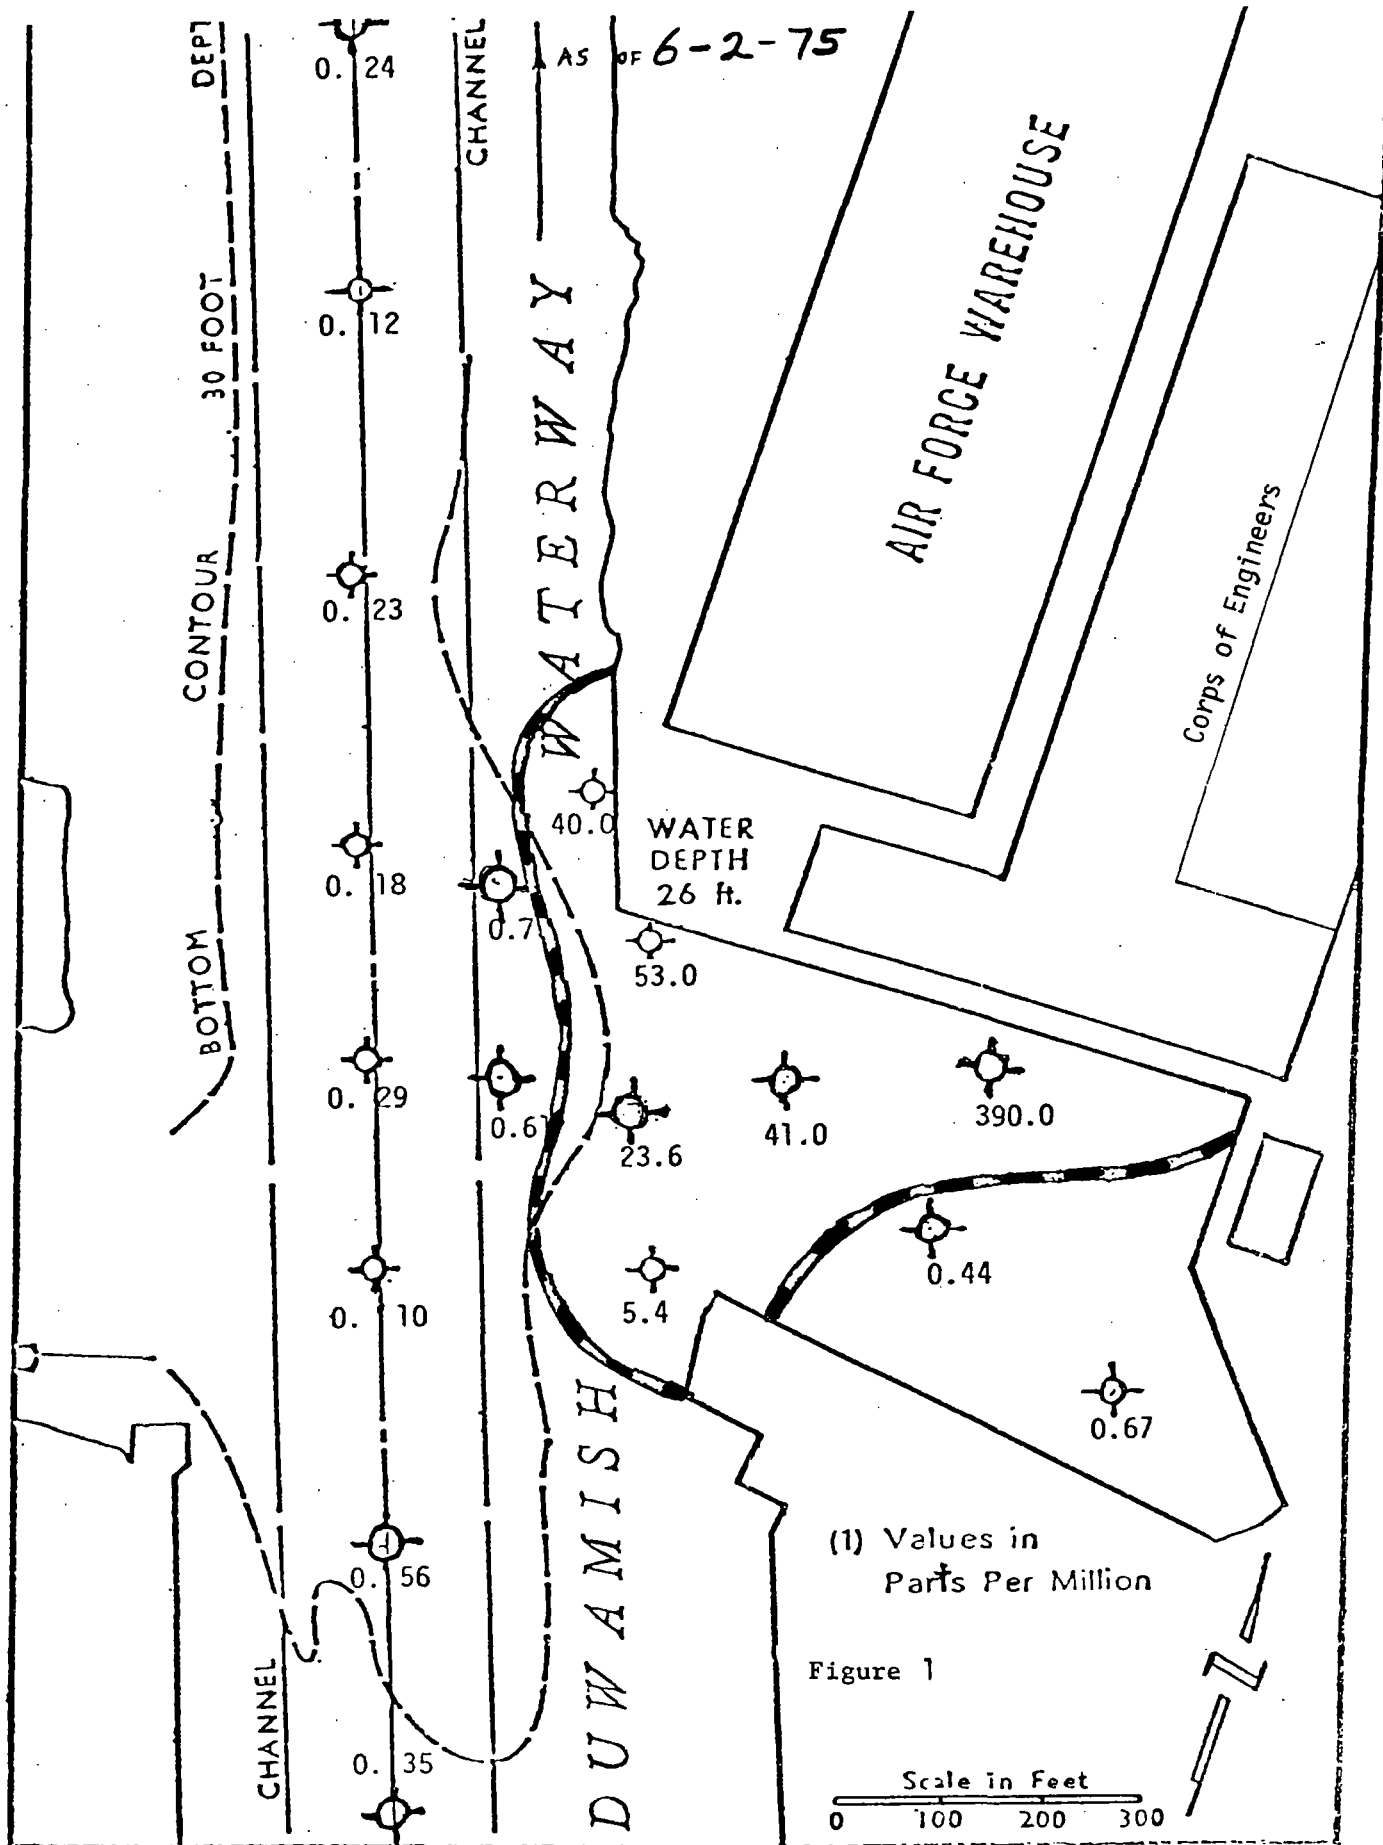 AS OF 6-2-75
0.24
CHANNEL
0.12
30 FOOT
0.23
CONTOUR
0.18
BOTTOM
0.29
0.10
0.56
0.35
CHANNEL
DUWAMISH WATERWAY
AIR FORCE WAREHOUSE
Corps of Engineers
40.0
WATER
DEPTH
26 ft.
0.7
53.0
0.61
23.6
41.0
390.0
0.44
5.4
0.67
(1) Values in
Parts Per Million
Figure 1
Scale in Feet
0 100 200 300